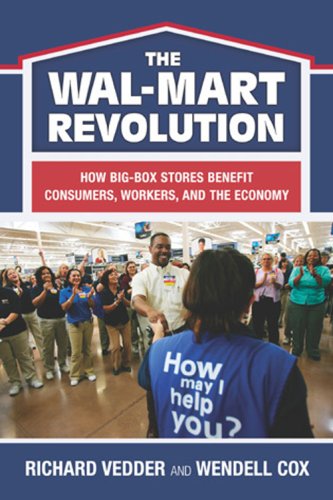 THE
WAL-MART
REVOLUTION
HOW BIG-BOX STORES BENEFIT
CONSUMERS, WORKERS, AND THE ECONOMY
How
may I
help
you?
RICHARD VEDDER AND WENDELL COX